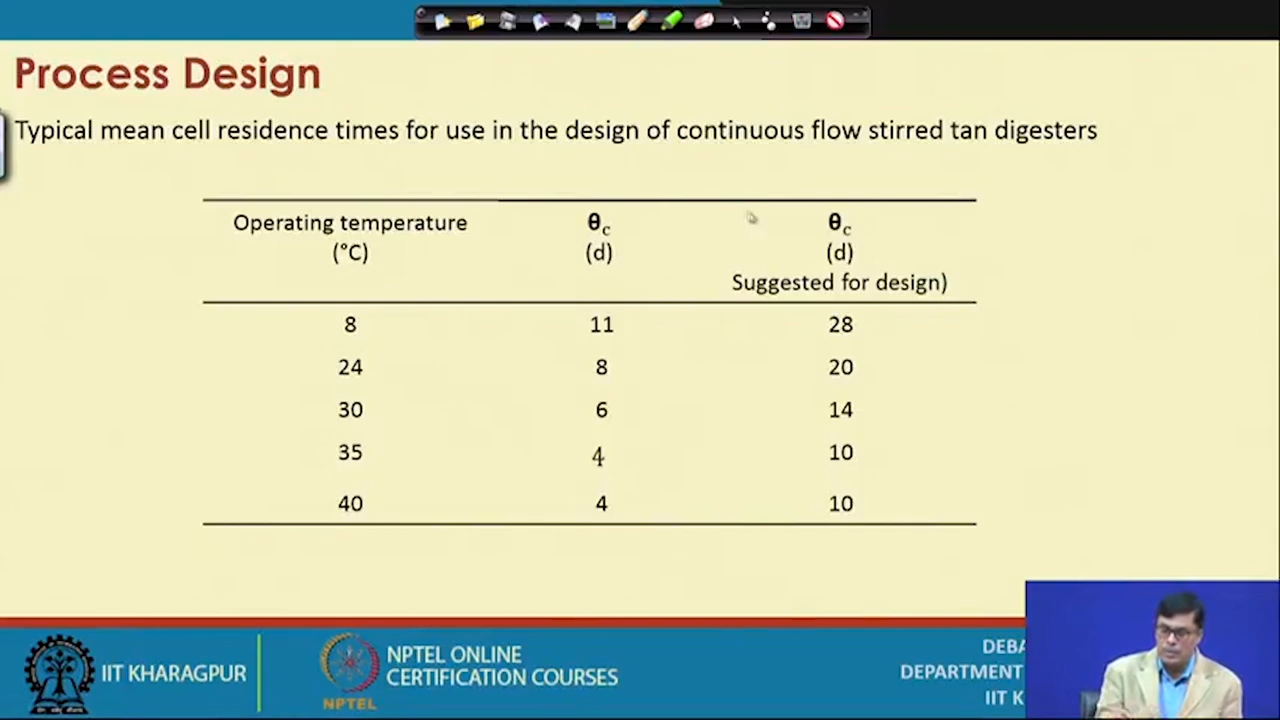 Process Design
Typical mean cell residence times for use in the design of continuous flow stirred tan digesters
Operating temperature (°C) θc (d) θc (d) Suggested for design)
8 11 28
24 8 20
30 6 14
35 4 10
40 4 10
IIT KHARAGPUR
NPTEL
NPTEL ONLINE
CERTIFICATION COURSES
DEBA
DEPARTMENT
IIT K